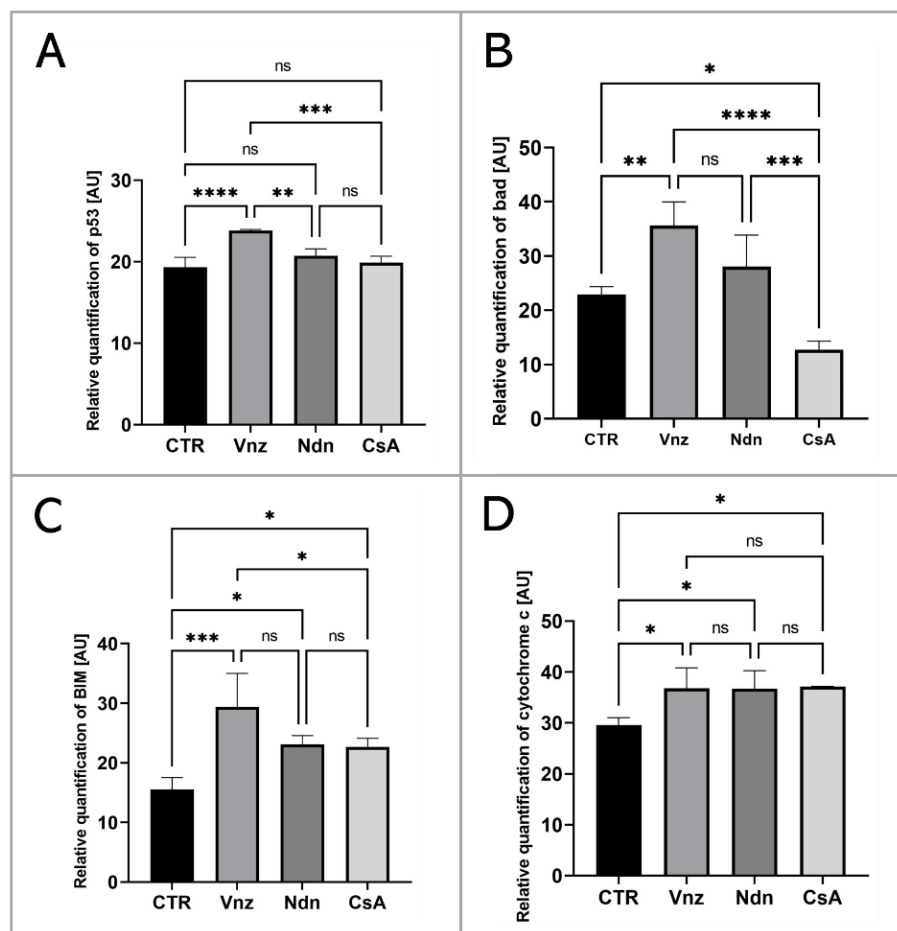 A
ns
***
ns
**** ** ns
Relative quantification of p53 [AU]
30
20
10
0
CTR Vnz Ndn CsA
B
*
****
** ns ***
Relative quantification of bad [AU]
50
40
30
20
10
0
CTR Vnz Ndn CsA
C
*
*
*
*** ns ns
Relative quantification of BIM [AU]
40
30
20
10
0
CTR Vnz Ndn CsA
D
*
ns
*
* ns ns
Relative quantification of cytochrome c [AU]
50
40
30
20
10
0
CTR Vnz Ndn CsA